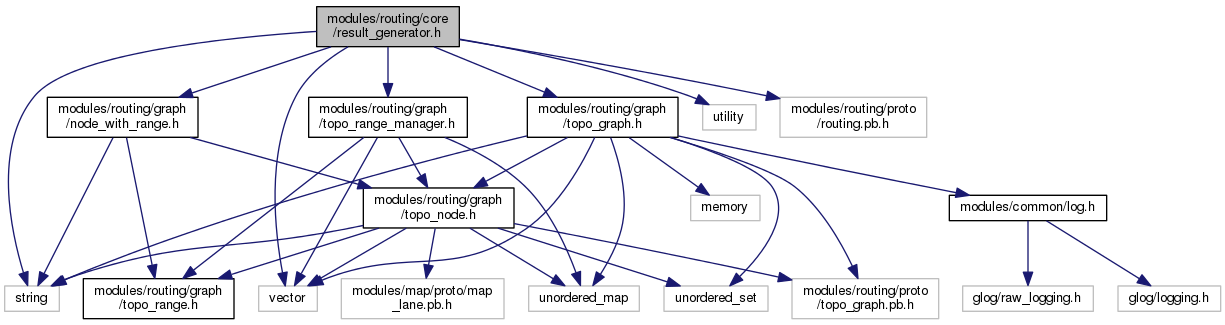 modules/routing/core
/result_generator.h
modules/routing/graph
/node_with_range.h
modules/routing/graph
/topo_range_manager.h
modules/routing/graph
/topo_graph.h
utility
modules/routing/proto
/routing.pb.h
modules/routing/graph
/topo_node.h
memory
modules/common/log.h
string
modules/routing/graph
/topo_range.h
vector
modules/map/proto/map
_lane.pb.h
unordered_map
unordered_set
modules/routing/proto
/topo_graph.pb.h
glog/raw_logging.h
glog/logging.h